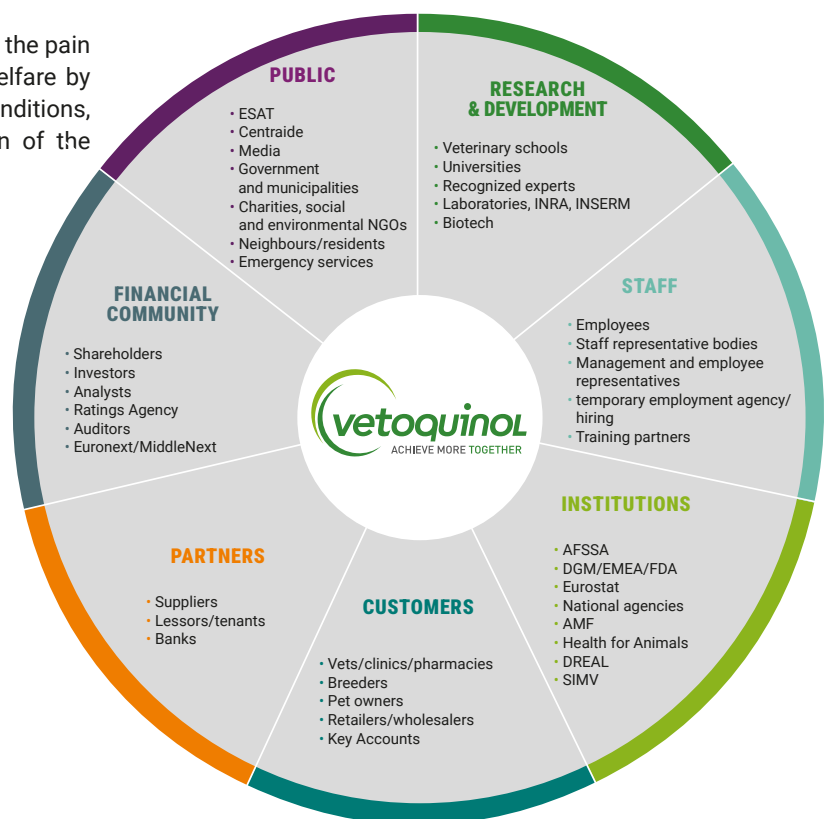 the pain
elfare by
nditions,
n of the
PUBLIC
• ESAT
• Centraide
• Media
• Government
and municipalities
• Charities, social
and environmental NGOs
• Neighbours/residents
• Emergency services
RESEARCH
& DEVELOPMENT
• Veterinary schools
• Universities
• Recognized experts
• Laboratories, INRA, INSERM
• Biotech
STAFF
• Employees
• Staff representative bodies
• Management and employee
representatives
• temporary employment agency/
hiring
• Training partners
INSTITUTIONS
• AFSSA
• DGM/EMEA/FDA
• Eurostat
• National agencies
• AMF
• Health for Animals
• DREAL
• SIMV
CUSTOMERS
• Vets/clinics/pharmacies
• Breeders
• Pet owners
• Retailers/wholesalers
• Key Accounts
PARTNERS
• Suppliers
• Lessors/tenants
• Banks
FINANCIAL
COMMUNITY
• Shareholders
• Investors
• Analysts
• Ratings Agency
• Auditors
• Euronext/MiddleNext
vetoquinol
ACHIEVE MORE TOGETHER